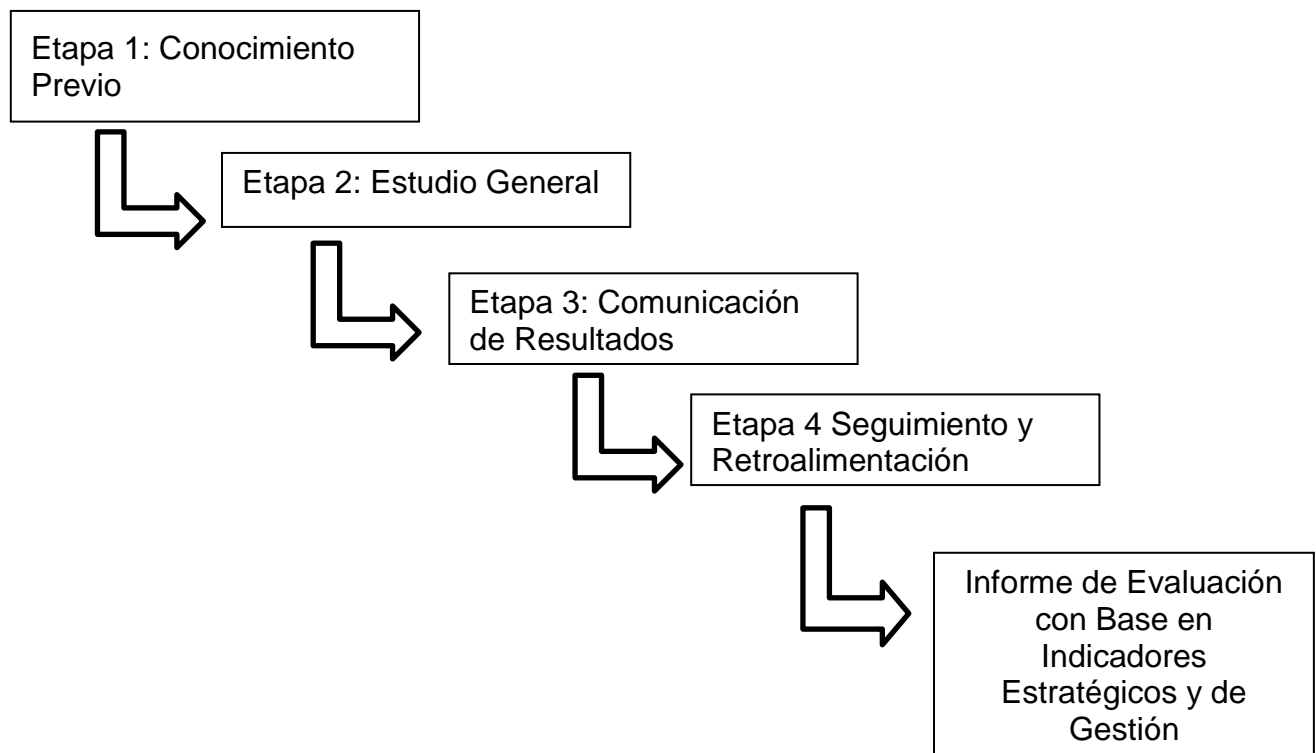 Etapa 1: Conocimiento
Previo
Etapa 2: Estudio General
Etapa 3: Comunicación
de Resultados
Etapa 4 Seguimiento y
Retroalimentación
Informe de Evaluación
con Base en
Indicadores
Estratégicos y de
Gestión